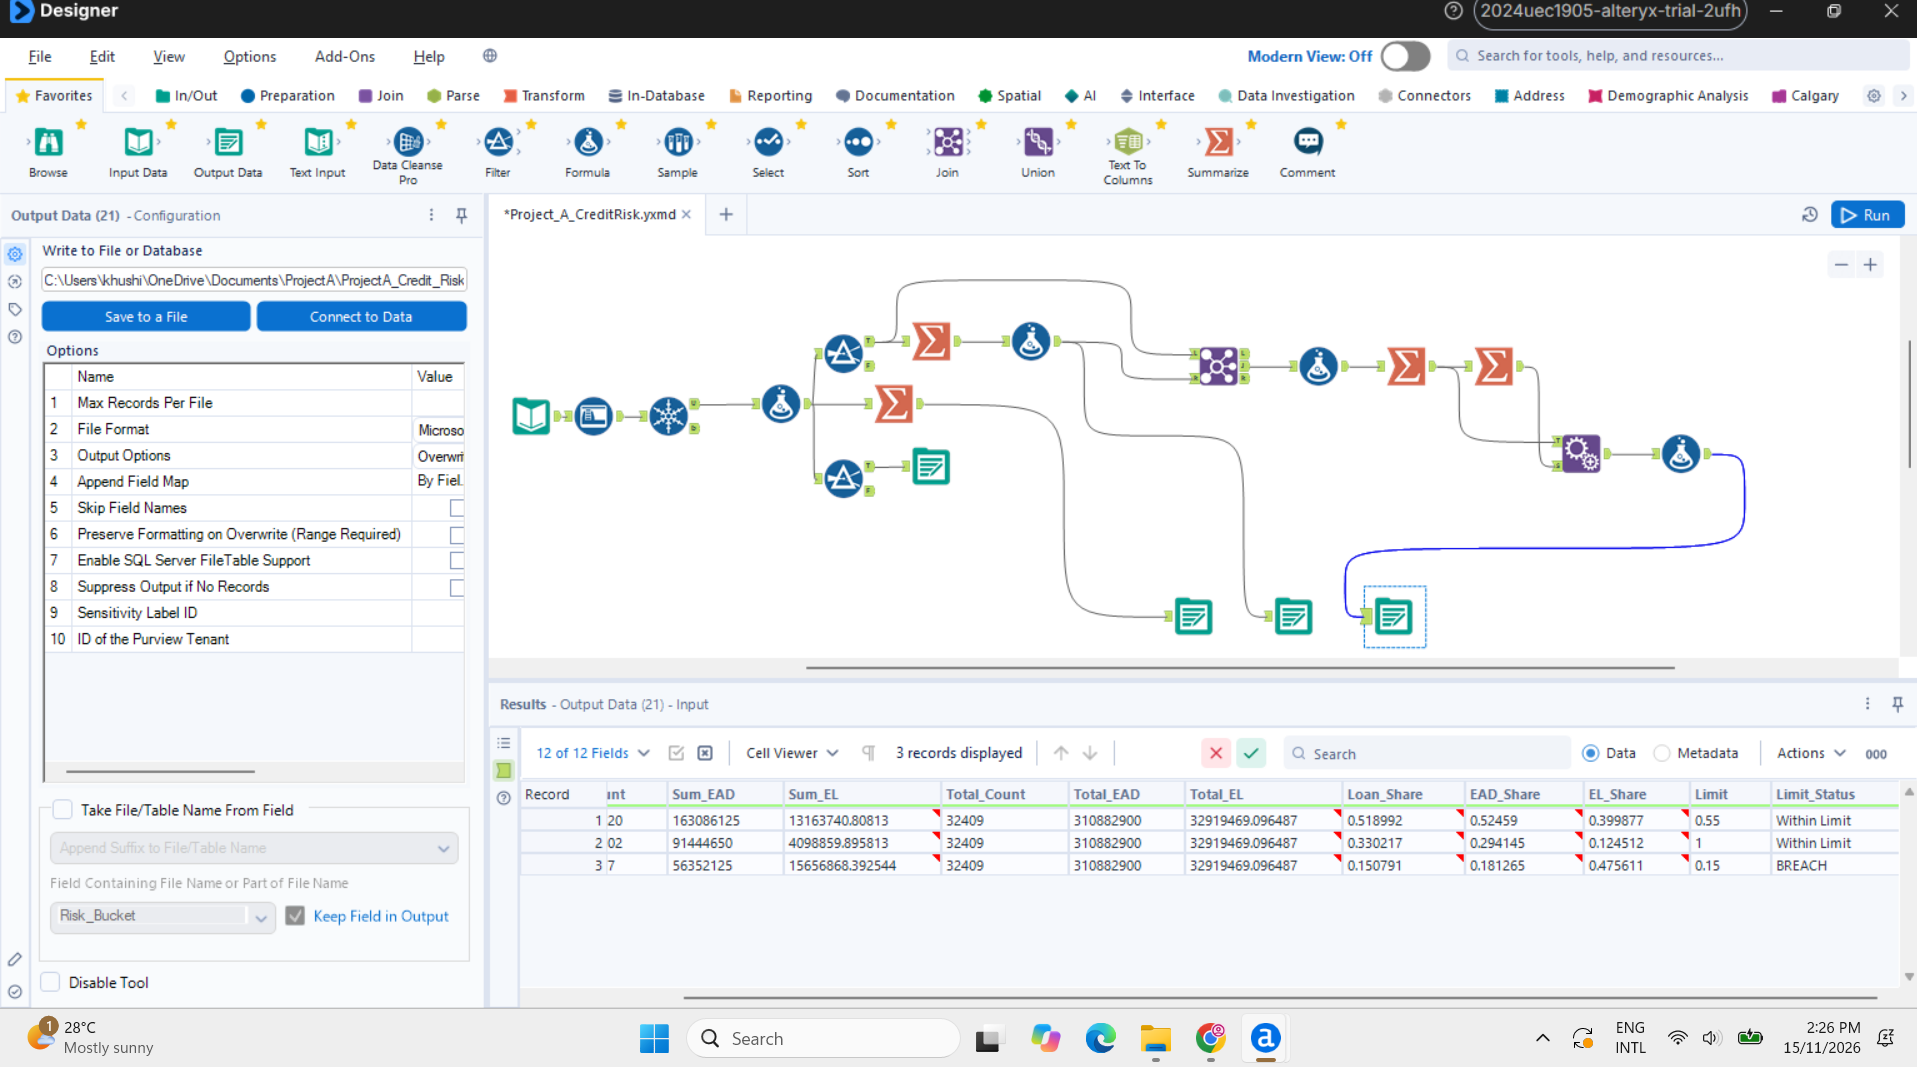 Designer
2024uec1905-alteryx-trial-2ufh
File Edit View Options Add-Ons Help
Modern View: Off
Search for tools, help, and resources...
Favorites In/Out Preparation Join Parse Transform In-Database Reporting Documentation Spatial AI Interface Data Investigation Connectors Address Demographic Analysis Calgary
Browse Input Data Output Data Text Input Data Cleanse Pro Filter Formula Sample Select Sort Join Union Text To Columns Summarize Comment
Output Data (21) - Configuration
*Project_A_CreditRisk.yxmd
Run
Write to File or Database
C:\Users\khushi\OneDrive\Documents\ProjectA\ProjectA_Credit_Risk
Save to a File Connect to Data
Options
Name Value
1 Max Records Per File
2 File Format Microso
3 Output Options Overwri
4 Append Field Map By Fiel.
5 Skip Field Names
6 Preserve Formatting on Overwrite (Range Required)
7 Enable SQL Server FileTable Support
8 Suppress Output if No Records
9 Sensitivity Label ID
10 ID of the Purview Tenant
Take File/Table Name From Field
Append Suffix to File/Table Name
Field Containing File Name or Part of File Name
Risk_Bucket Keep Field in Output
Disable Tool
Results - Output Data (21) - Input
12 of 12 Fields Cell Viewer 3 records displayed Search Data Metadata Actions 000
Record nt Sum_EAD Sum_EL Total_Count Total_EAD Total_EL Loan_Share EAD_Share EL_Share Limit Limit_Status
1 20 163086125 13163740.80813 32409 310882900 32919469.096487 0.518992 0.52459 0.399877 0.55 Within Limit
2 02 91444650 4098859.895813 32409 310882900 32919469.096487 0.330217 0.294145 0.124512 1 Within Limit
3 7 56352125 15656868.392544 32409 310882900 32919469.096487 0.150791 0.181265 0.475611 0.15 BREACH
1
28°C
Mostly sunny
Search
ENG
INTL
2:26 PM
15/11/2026